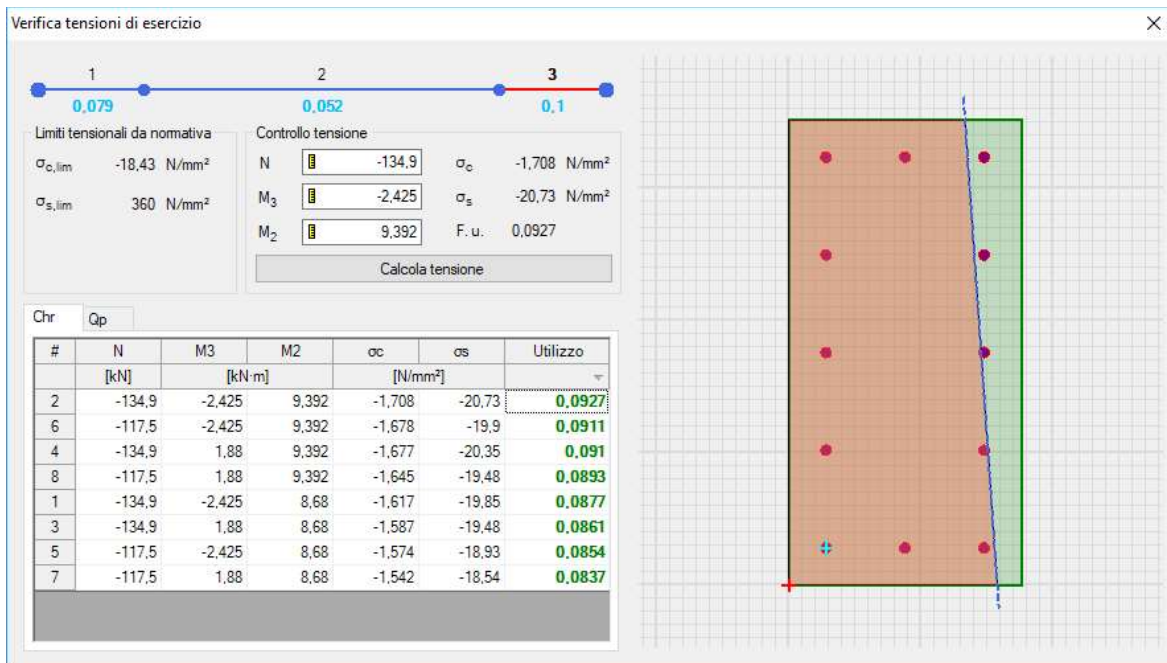 Verifica tensioni di esercizio
1 2 3
0,079 0,052 0,1
Limiti tensionali da normativa
σc,lim -18,43 N/mm²
σs,lim 360 N/mm²
Controllo tensione
N -134,9 σc -1,708 N/mm²
M3 -2,425 σs -20,73 N/mm²
M2 9,392 F. u. 0,0927
Calcola tensione
Chr Qp
# N M3 M2 σc σs Utilizzo
[kN] [kN·m] [N/mm²]
2 -134,9 -2,425 9,392 -1,708 -20,73 0,0927
6 -117,5 -2,425 9,392 -1,678 -19,9 0,0911
4 -134,9 1,88 9,392 -1,677 -20,35 0,091
8 -117,5 1,88 9,392 -1,645 -19,48 0,0893
1 -134,9 -2,425 8,68 -1,617 -19,85 0,0877
3 -134,9 1,88 8,68 -1,587 -19,48 0,0861
5 -117,5 -2,425 8,68 -1,574 -18,93 0,0854
7 -117,5 1,88 8,68 -1,542 -18,54 0,0837